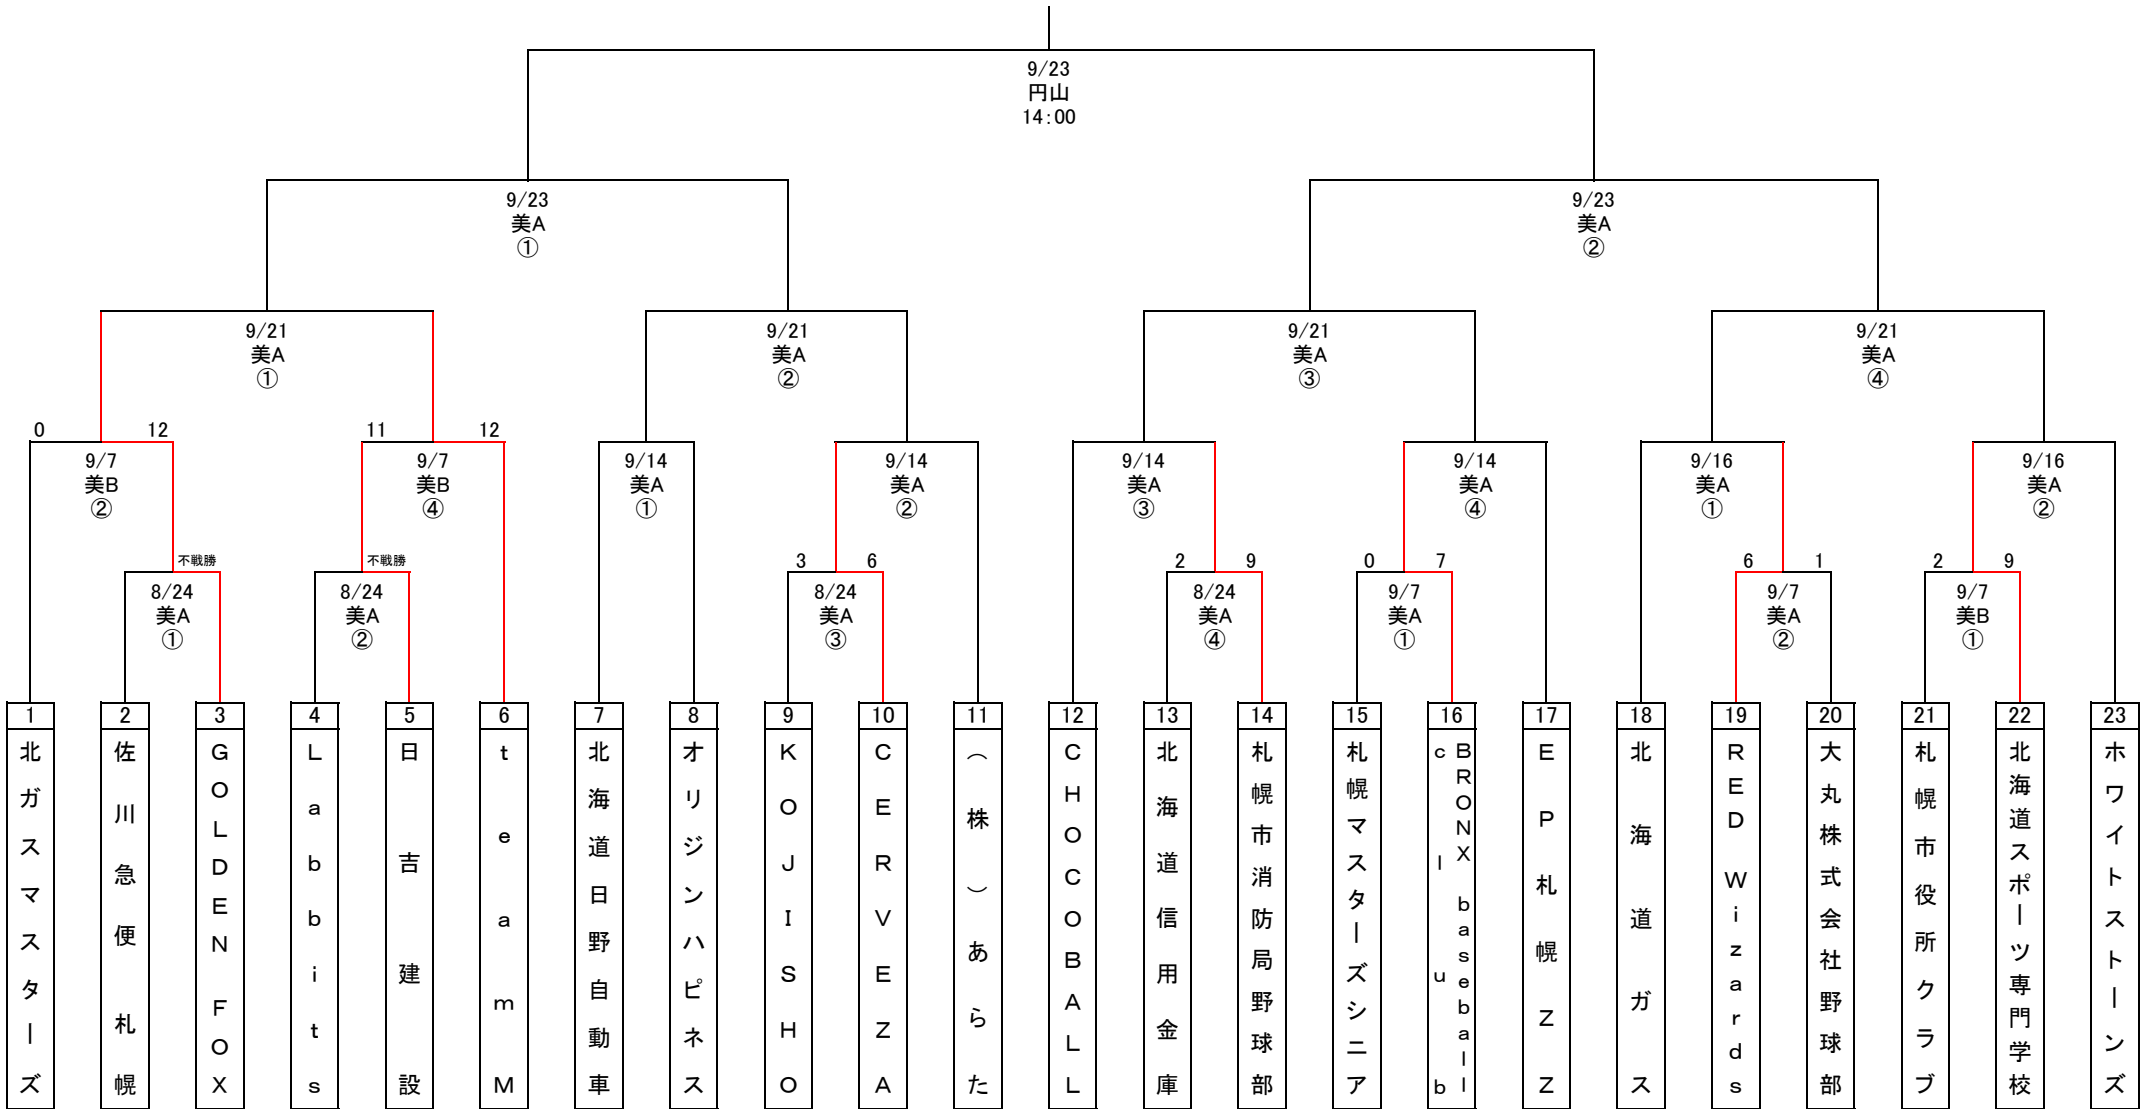 9/23
円山
14:00
9/23
美A
①
9/23
美A
②
9/21
美A
①
9/21
美A
②
9/21
美A
③
9/21
美A
④
0 12
9/7
美B
②
11 12
9/7
美B
④
9/14
美A
①
9/14
美A
②
9/14
美A
③
9/14
美A
④
9/16
美A
①
9/16
美A
②
不戦勝
8/24
美A
①
不戦勝
8/24
美A
②
3 6
8/24
美A
③
2 9
8/24
美A
④
0 7
9/7
美A
①
6 1
9/7
美A
②
2 9
9/7
美B
①
1
北ガスマスターズ
2
佐川急便 札幌
3
GOLDEN FOX
4
Labbits
5
日吉建設
6
teamM
7
北海道日野自動車
8
オリジンハピネス
9
KOJISHO
10
CERVEZA
11
(株)あらた
12
CHOCOBALL
13
北海道信用金庫
14
札幌市消防局野球部
15
札幌マスターズシニア
16
BRONX baseball
club
17
EP札幌ZZ
18
北海道ガス
19
RED Wizards
20
大丸株式会社野球部
21
札幌市役所クラブ
22
北海道スポーツ専門学校
23
ホワイトストーンズ